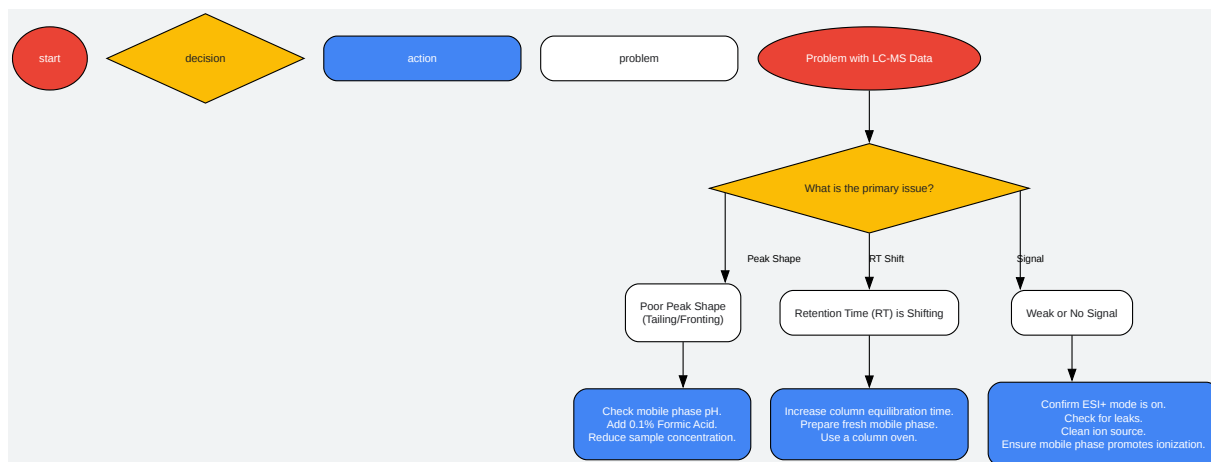 start
decision
action
problem
Problem with LC-MS Data
What is the primary issue?
Peak Shape
RT Shift
Signal
Poor Peak Shape
(Tailing/Fronting)
Retention Time (RT) is Shifting
Weak or No Signal
Check mobile phase pH.
Add 0.1% Formic Acid.
Reduce sample concentration.
Increase column equilibration time.
Prepare fresh mobile phase.
Use a column oven.
Confirm ESI+ mode is on.
Check for leaks.
Clean ion source.
Ensure mobile phase promotes ionization.